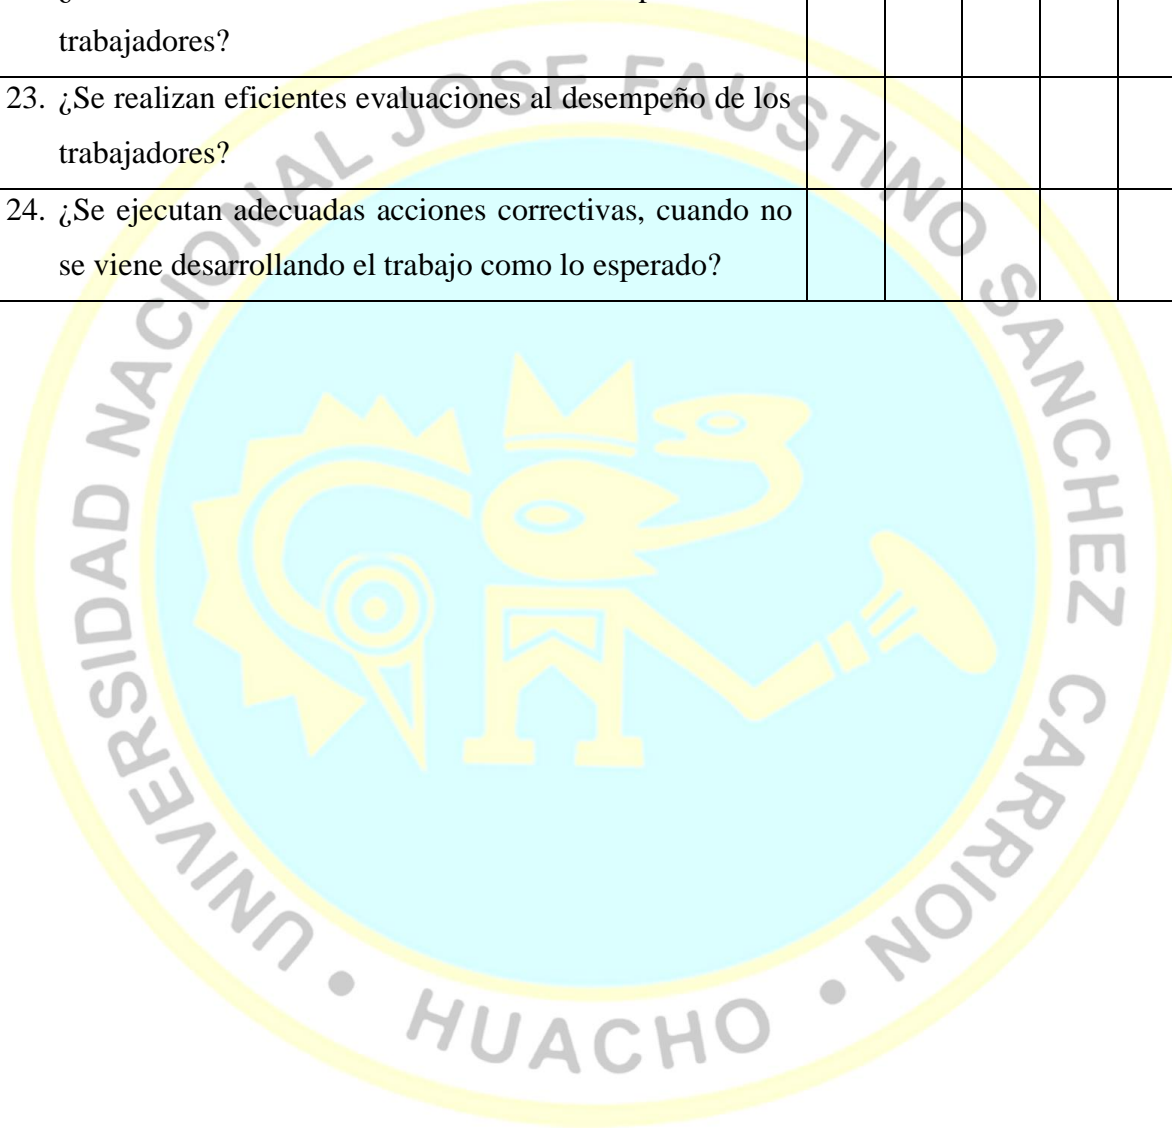 trabajadores?
23. ¿Se realizan eficientes evaluaciones al desempeño de los
trabajadores?
24. ¿Se ejecutan adecuadas acciones correctivas, cuando no
se viene desarrollando el trabajo como lo esperado?
UNIVERSIDAD NACIONAL JOSE FAUSTINO SANCHEZ CARRION
• HUACHO •